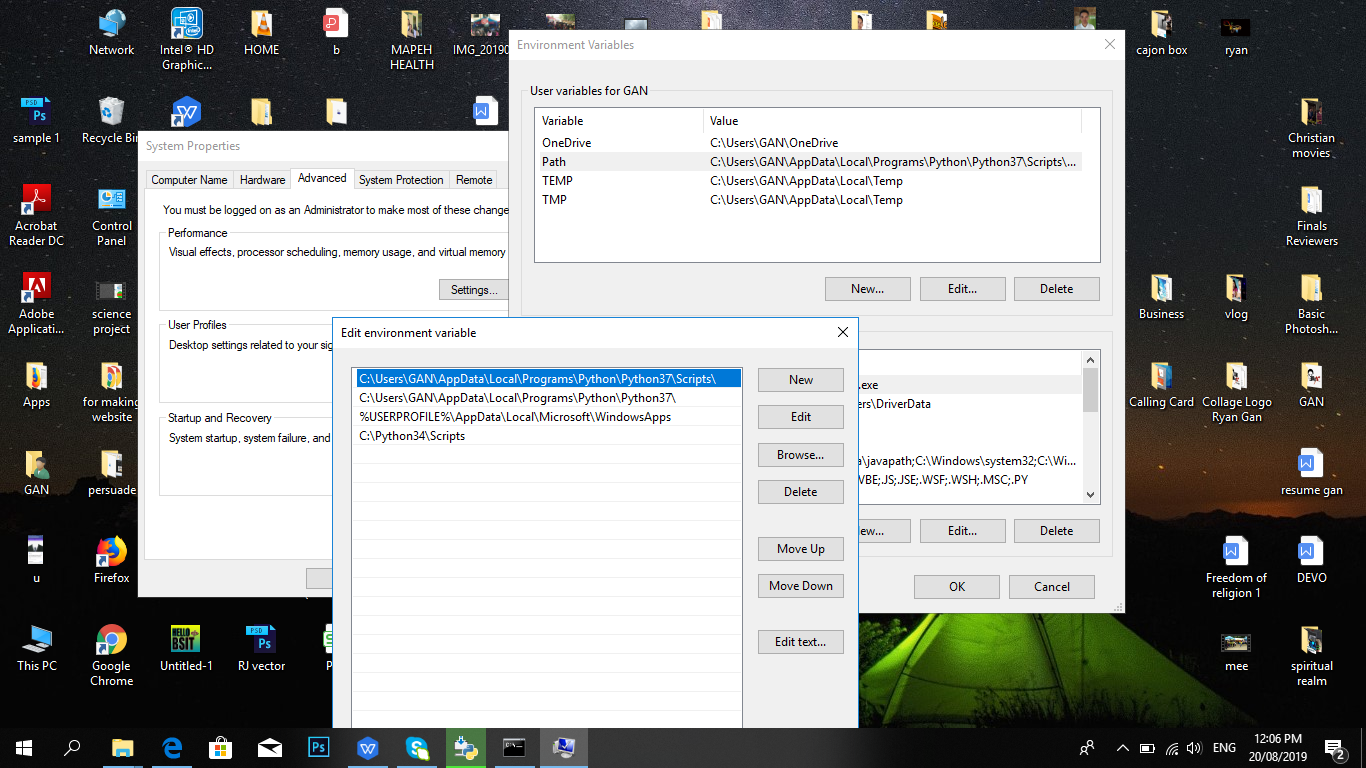 Network
Intel® HD
Graphic...
HOME
b
MAPEH
HEALTH
IMG_20190
cajon box
ryan
sample 1
Recycle Bin
Christian
movies
Acrobat
Reader DC
Control
Panel
Finals
Reviewers
Adobe
Applicati...
science
project
Business
vlog
Basic
Photosh...
Apps
for making
website
Calling Card
Collage Logo
Ryan Gan
GAN
GAN
persuade
resume gan
u
Firefox
Freedom of
religion 1
DEVO
This PC
Google
Chrome
HELLO
BSIT
Untitled-1
RJ vector
mee
spiritual
realm
System Properties
Computer Name
Hardware
Advanced
System Protection
Remote
You must be logged on as an Administrator to make most of these change
Performance
Visual effects, processor scheduling, memory usage, and virtual memory
Settings...
User Profiles
Desktop settings related to your sig
Startup and Recovery
System startup, system failure, and
Environment Variables
User variables for GAN
Variable Value
OneDrive C:\Users\GAN\OneDrive
Path C:\Users\GAN\AppData\Local\Programs\Python\Python37\Scripts\...
TEMP C:\Users\GAN\AppData\Local\Temp
TMP C:\Users\GAN\AppData\Local\Temp
New... Edit... Delete
.exe
ers\DriverData
a\javapath;C:\Windows\system32;C:\Wi...
VBE;.JS;.JSE;.WSF;.WSH;.MSC;.PY
ew... Edit... Delete
OK Cancel
Edit environment variable
C:\Users\GAN\AppData\Local\Programs\Python\Python37\Scripts\
C:\Users\GAN\AppData\Local\Programs\Python\Python37\
%USERPROFILE%\AppData\Local\Microsoft\WindowsApps
C:\Python34\Scripts
New
Edit
Browse...
Delete
Move Up
Move Down
Edit text...
ENG
12:06 PM
20/08/2019
2